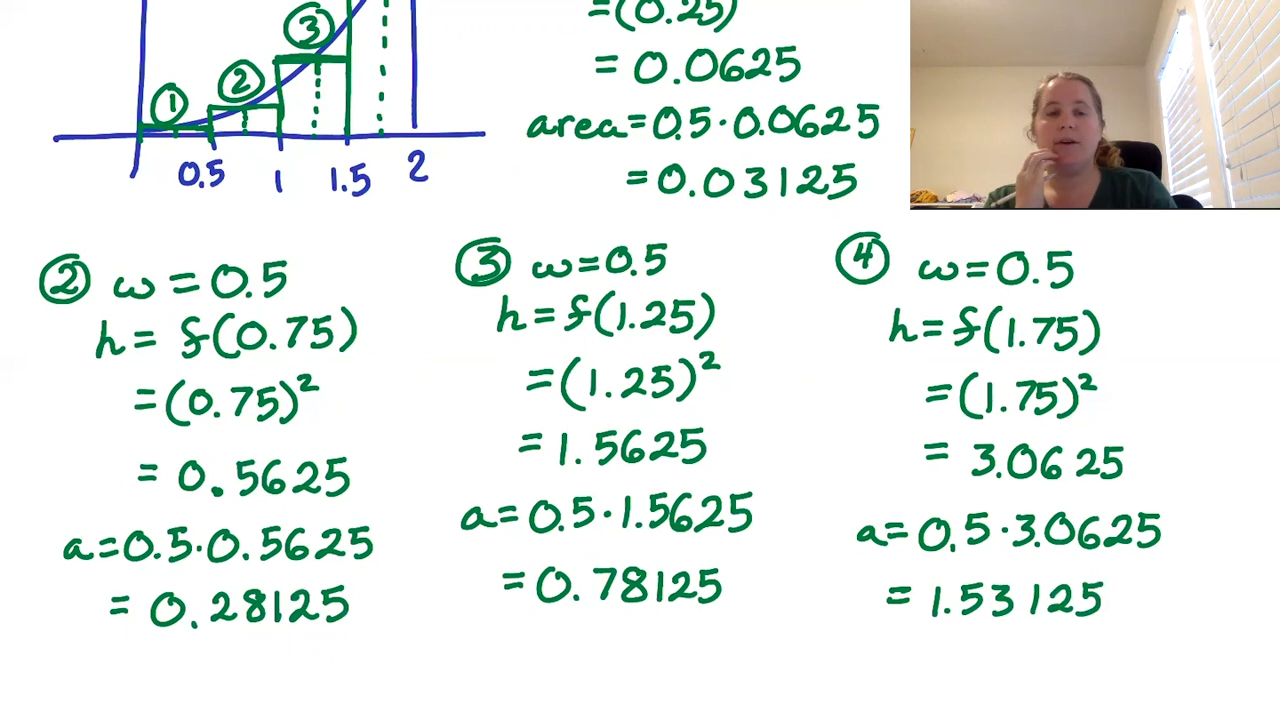 ①
②
③
0.5
1
1.5
2
=(0.25)
= 0.0625
area=0.5·0.0625
=0.03125
② w=0.5
h= f(0.75)
=(0.75)²
= 0.5625
a=0.5·0.5625
= 0.28125
③ w=0.5
h=f(1.25)
=(1.25)²
= 1.5625
a=0.5·1.5625
=0.78125
④ w=0.5
h=f(1.75)
=(1.75)²
= 3.0625
a=0.5·3.0625
= 1.53125